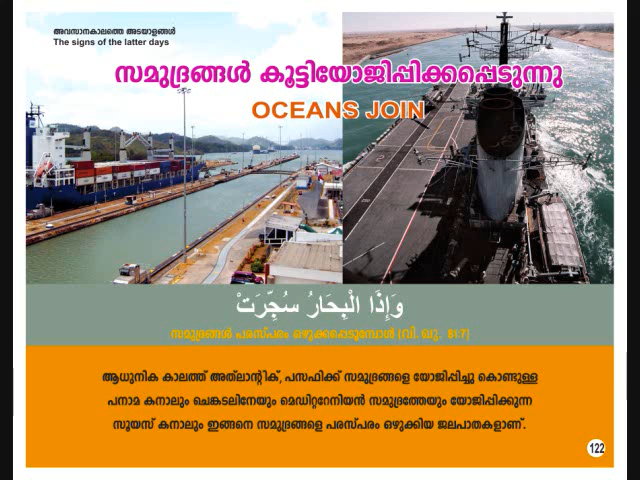 അവസാനകാലത്തെ അടയാളങ്ങൾ
The signs of the latter days
സമുദ്രങ്ങൾ കൂട്ടിയോജിപ്പിക്കപ്പെടുന്നു
OCEANS JOIN
وَإِذَا الْبِحَارُ سُجِّرَتْ
സമുദ്രങ്ങൾ പരസ്പരം ഒഴുക്കപ്പെടുമ്പോൾ (വി. ഖു. 81:7)
ആധുനിക കാലത്ത് അത്‌ലാന്റിക്, പസഫിക്ക് സമുദ്രങ്ങളെ യോജിപ്പിച്ചു കൊണ്ടുള്ള
പനാമ കനാലും ചെങ്കടലിനേയും മെഡിറ്ററേനിയൻ സമുദ്രത്തേയും യോജിപ്പിക്കുന്ന
സൂയസ് കനാലും ഇങ്ങനെ സമുദ്രങ്ങളെ പരസ്പരം ഒഴുക്കിയ ജലപാതകളാണ്.
122